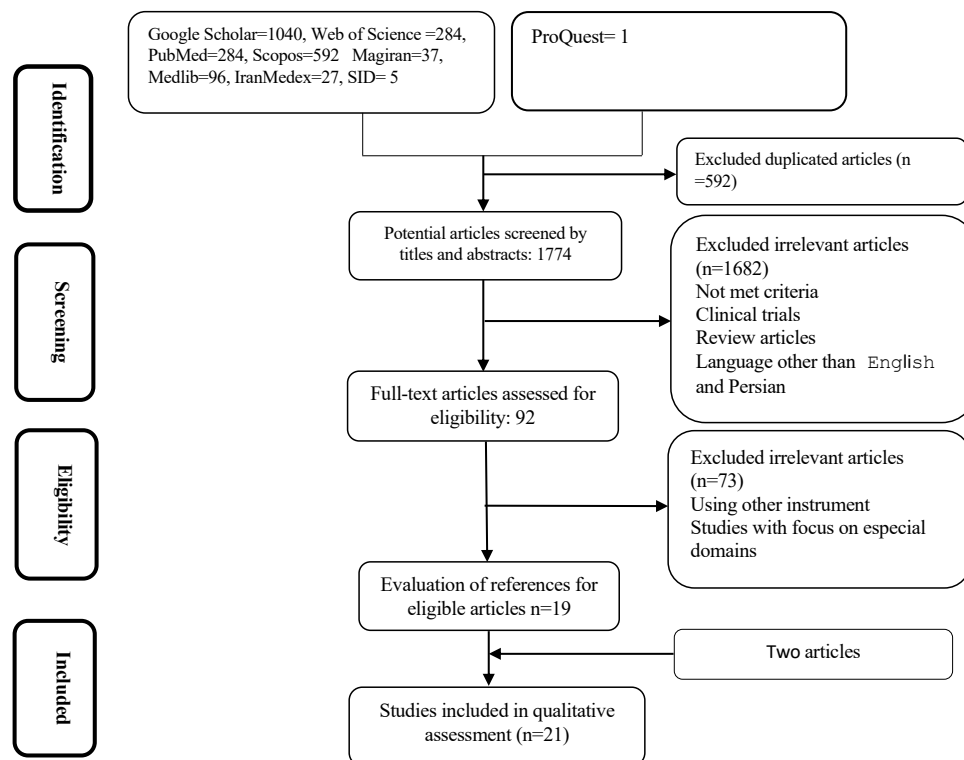 Google Scholar=1040, Web of Science =284,
PubMed=284, Scopos=592 Magiran=37,
Medlib=96, IranMedex=27, SID= 5
ProQuest= 1
Identification
Excluded duplicated articles (n
=592)
Potential articles screened by
titles and abstracts: 1774
Screening
Excluded irrelevant articles
(n=1682)
Not met criteria
Clinical trials
Review articles
Language other than English
and Persian
Full-text articles assessed for
eligibility: 92
Eligibility
Excluded irrelevant articles
(n=73)
Using other instrument
Studies with focus on especial
domains
Evaluation of references for
eligible articles n=19
Included
Two articles
Studies included in qualitative
assessment (n=21)